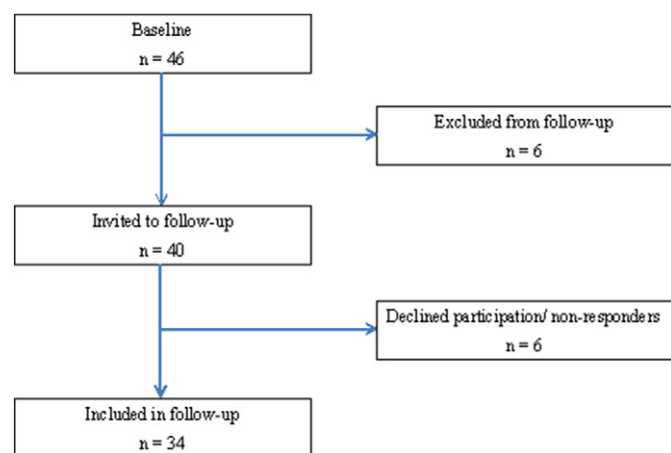 Baseline
n = 46
Excluded from follow-up
n = 6
Invited to follow-up
n = 40
Declined participation/ non-responders
n = 6
Included in follow-up
n = 34